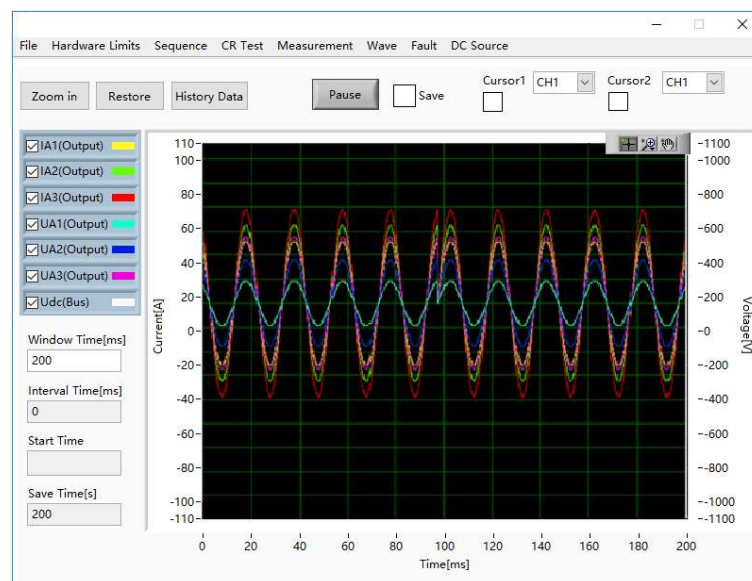 File Hardware Limits Sequence CR Test Measurement Wave Fault DC Source
Zoom in Restore History Data Pause Save Cursor1 CH1 Cursor2 CH1
IA1(Output)
IA2(Output)
IA3(Output)
UA1(Output)
UA2(Output)
UA3(Output)
Udc(Bus)
Window Time[ms]
200
Interval Time[ms]
0
Start Time
Save Time[s]
200
Current[A]
110
100
80
60
40
20
0
-20
-40
-60
-80
-100
-110
Voltage[V]
-1100
-1000
-800
-600
-400
-200
-0
--200
--400
--600
--800
--1000
--1100
0 20 40 60 80 100 120 140 160 180 200
Time[ms]